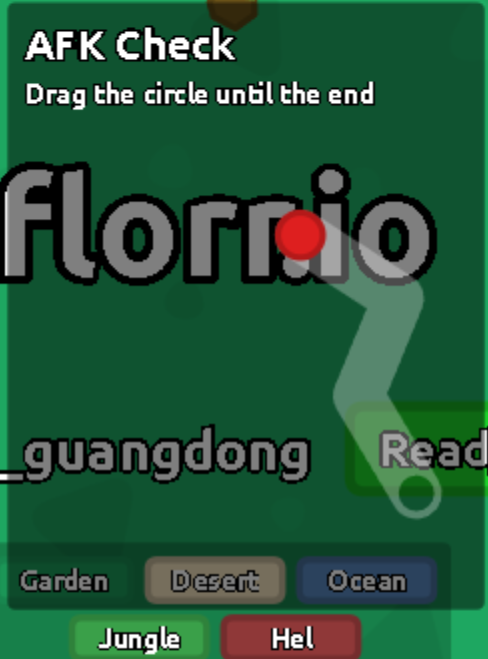 AFK Check
Drag the circle until the end
florr.io
_guangdong
Read
Garden Desert Ocean
Jungle Hel